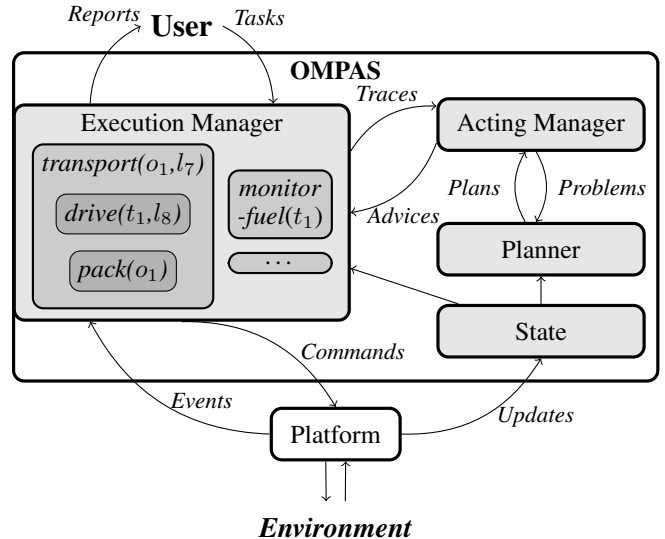 Reports
User
Tasks
OMPAS
Traces
Execution Manager
Acting Manager
transport(o₁,l₇)
monitor
-fuel(t₁)
drive(t₁,l₈)
pack(o₁)
...
Advices
Plans
Problems
Planner
State
Commands
Events
Updates
Platform
Environment